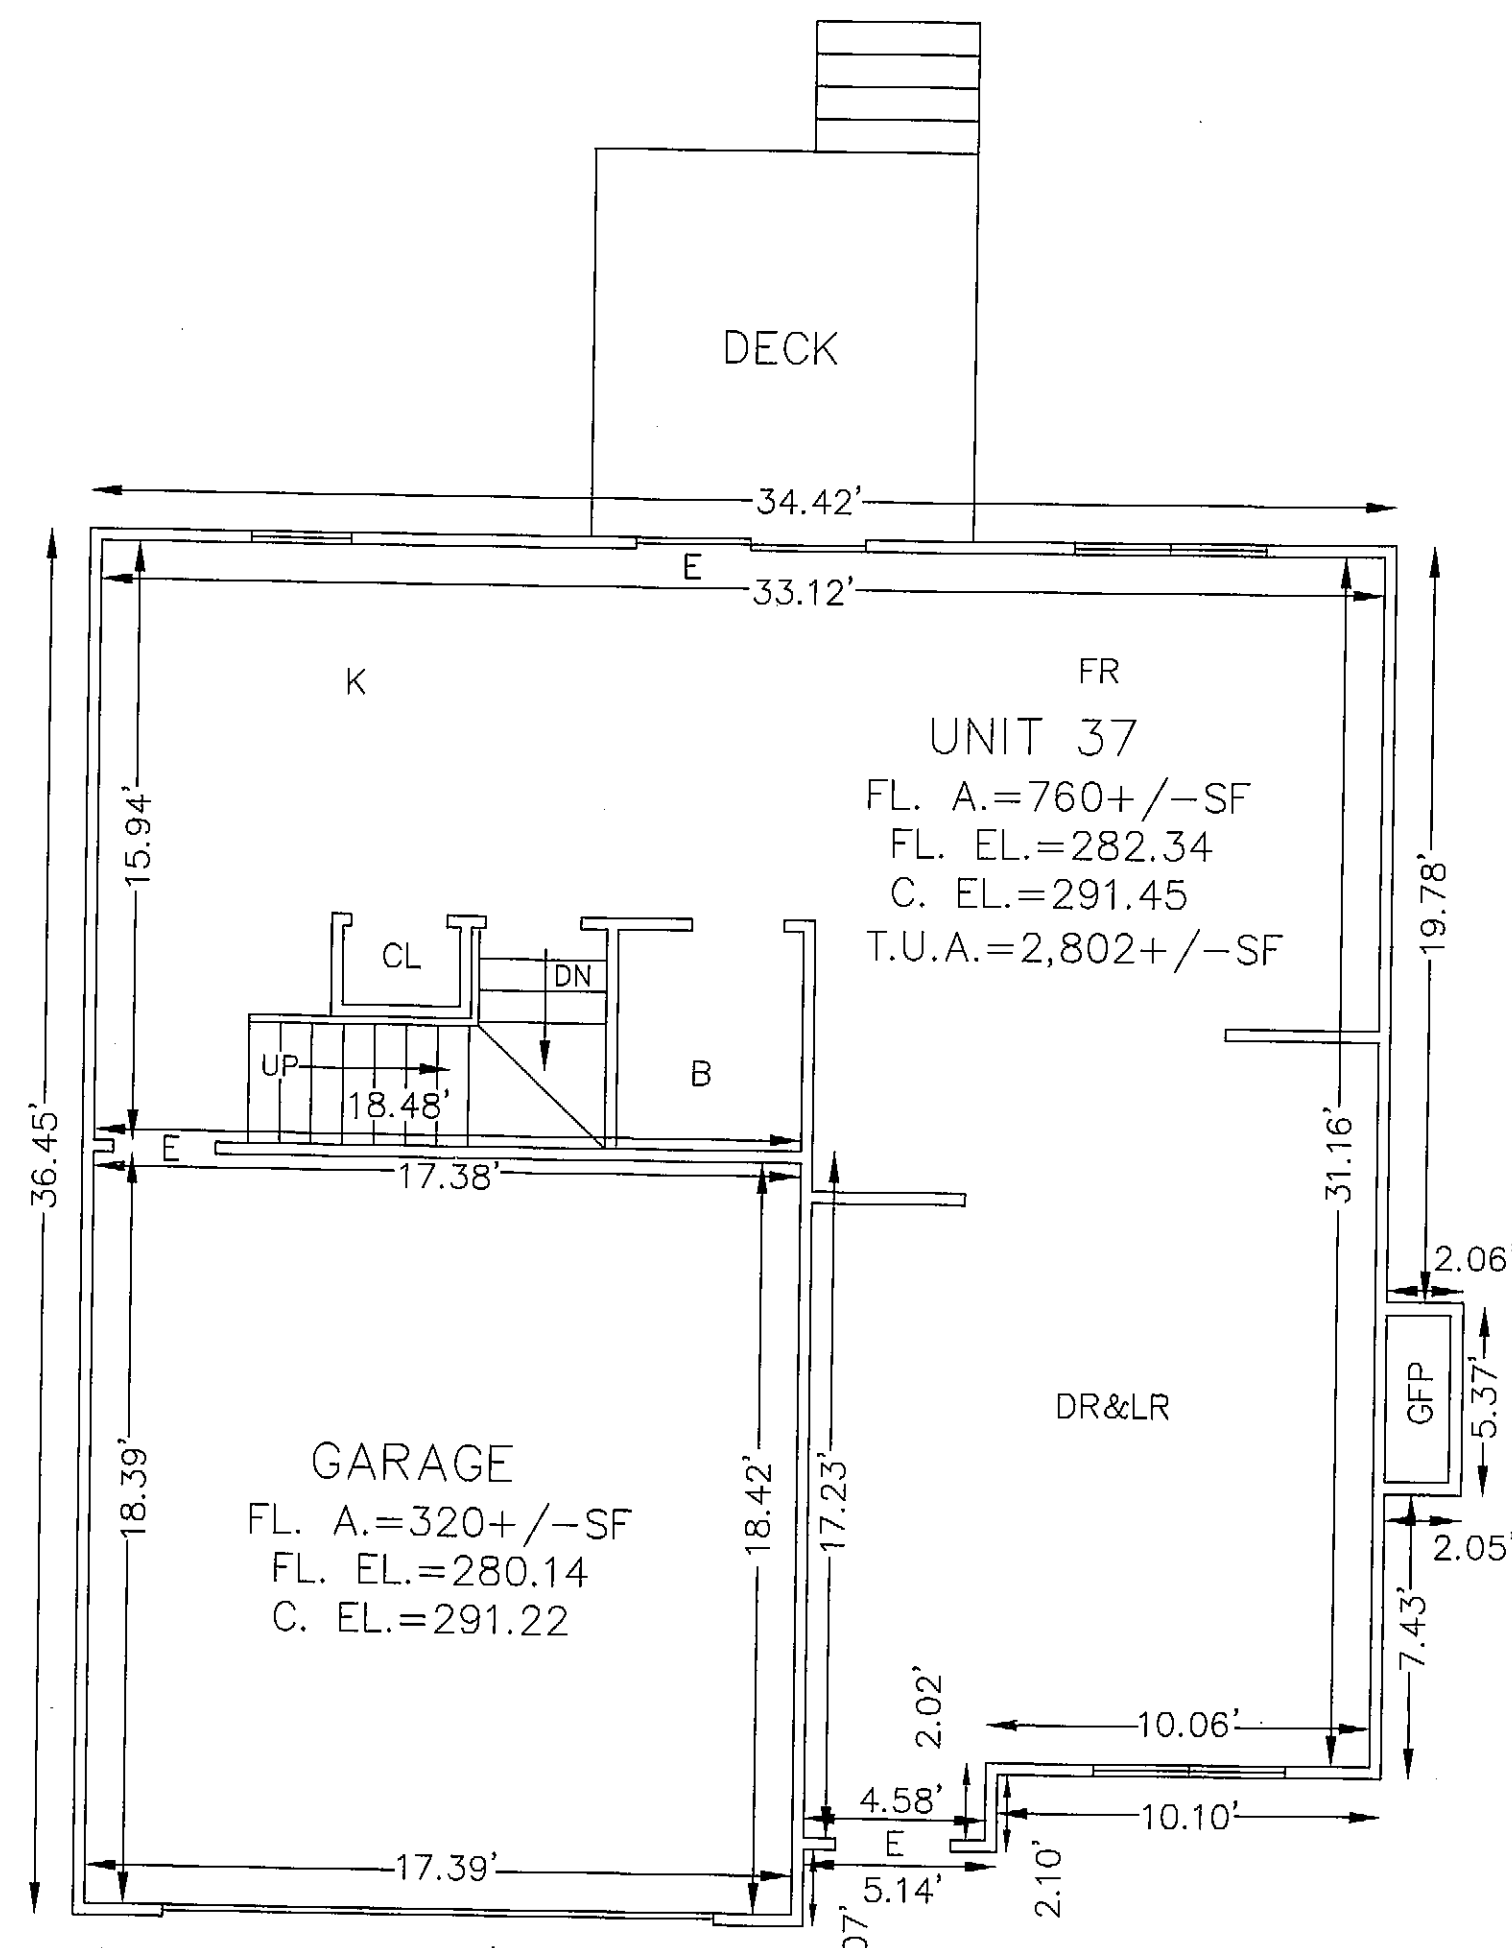 DECK
34.42'
E
33.12'
K
FR
UNIT 37
FL. A.=760+/-SF
FL. EL.=282.34
C. EL.=291.45
T.U.A.=2,802+/-SF
15.94'
19.78'
CL
DN
UP
B
18.48'
E
17.38'
36.45'
31.16'
2.06'
GFP
5.37'
DR&LR
GARAGE
FL. A.=320+/-SF
FL. EL.=280.14
C. EL.=291.22
18.39'
18.42'
17.23'
2.05'
7.43'
2.02'
10.06'
4.58'
10.10'
E
17.39'
5.14'
2.10'